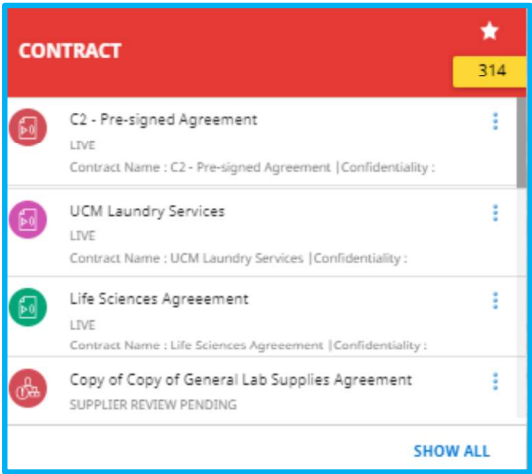 CONTRACT
314
C2 - Pre-signed Agreement
LIVE
Contract Name : C2 - Pre-signed Agreement |Confidentiality :
UCM Laundry Services
LIVE
Contract Name : UCM Laundry Services |Confidentiality :
Life Sciences Agreeement
LIVE
Contract Name : Life Sciences Agreeement |Confidentiality :
Copy of Copy of General Lab Supplies Agreement
SUPPLIER REVIEW PENDING
SHOW ALL